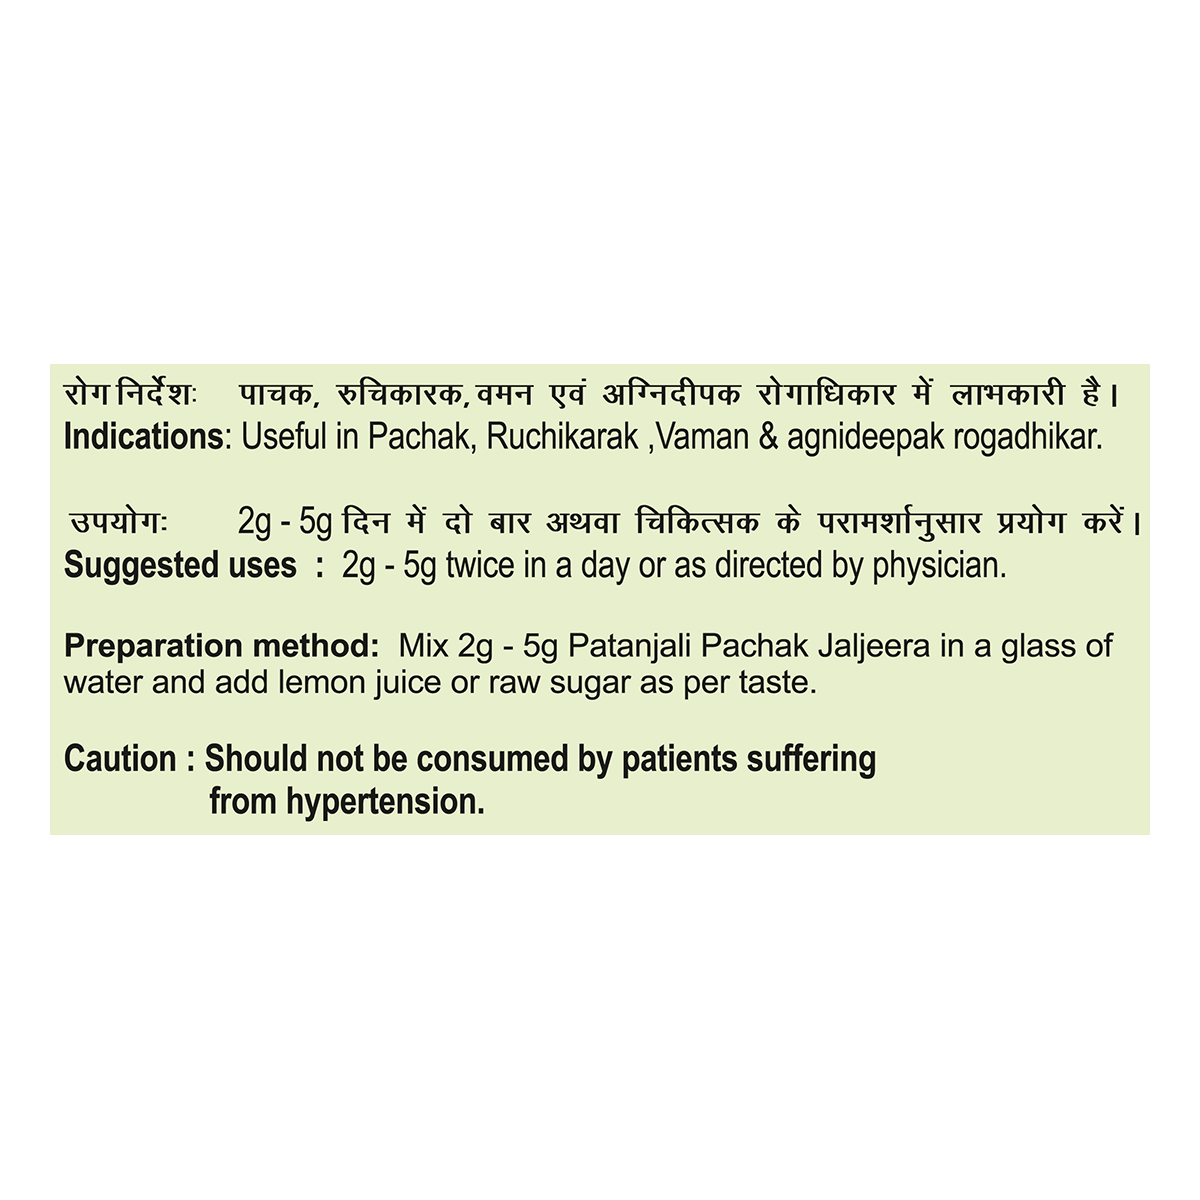 रोग निर्देशः पाचक, रुचिकारक, वमन एवं अग्निदीपक रोगाधिकार में लाभकारी है।
Indications: Useful in Pachak, Ruchikarak ,Vaman & agnideepak rogadhikar.
उपयोगः 2g - 5g दिन में दो बार अथवा चिकित्सक के परामर्शानुसार प्रयोग करें।
Suggested uses : 2g - 5g twice in a day or as directed by physician.
Preparation method: Mix 2g - 5g Patanjali Pachak Jaljeera in a glass of
water and add lemon juice or raw sugar as per taste.
Caution : Should not be consumed by patients suffering
from hypertension.